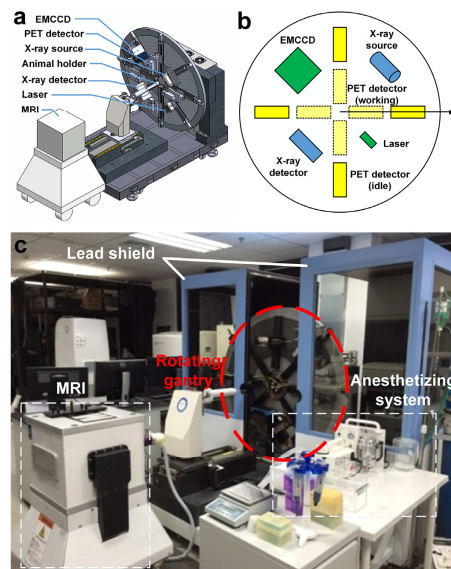 a
EMCCD
PET detector
X-ray source
Animal holder
X-ray detector
Laser
MRI
b
EMCCD
X-ray
source
PET detector
(working)
Laser
X-ray
detector
PET detector
(idle)
c
Lead shield
Rotating
gantry
MRI
Anesthetizing
system